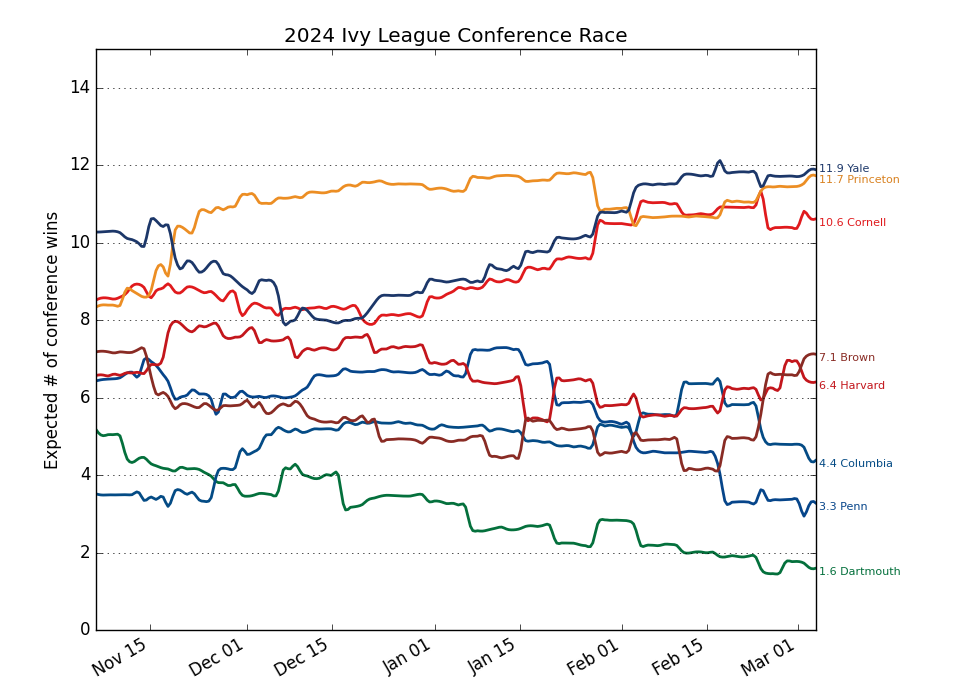 2024 Ivy League Conference Race
Expected # of conference wins
14
12
10
8
6
4
2
0
Nov 15
Dec 01
Dec 15
Jan 01
Jan 15
Feb 01
Feb 15
Mar 01
11.9 Yale
11.7 Princeton
10.6 Cornell
7.1 Brown
6.4 Harvard
4.4 Columbia
3.3 Penn
1.6 Dartmouth